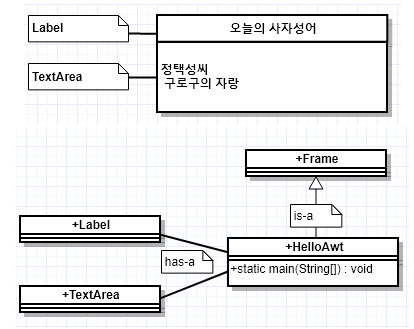 Label
오늘의 사자성어
TextArea
정택성씨
구로구의 자랑
+Frame
is-a
+Label
+HelloAwt
has-a
+static main(String[]) : void
+TextArea